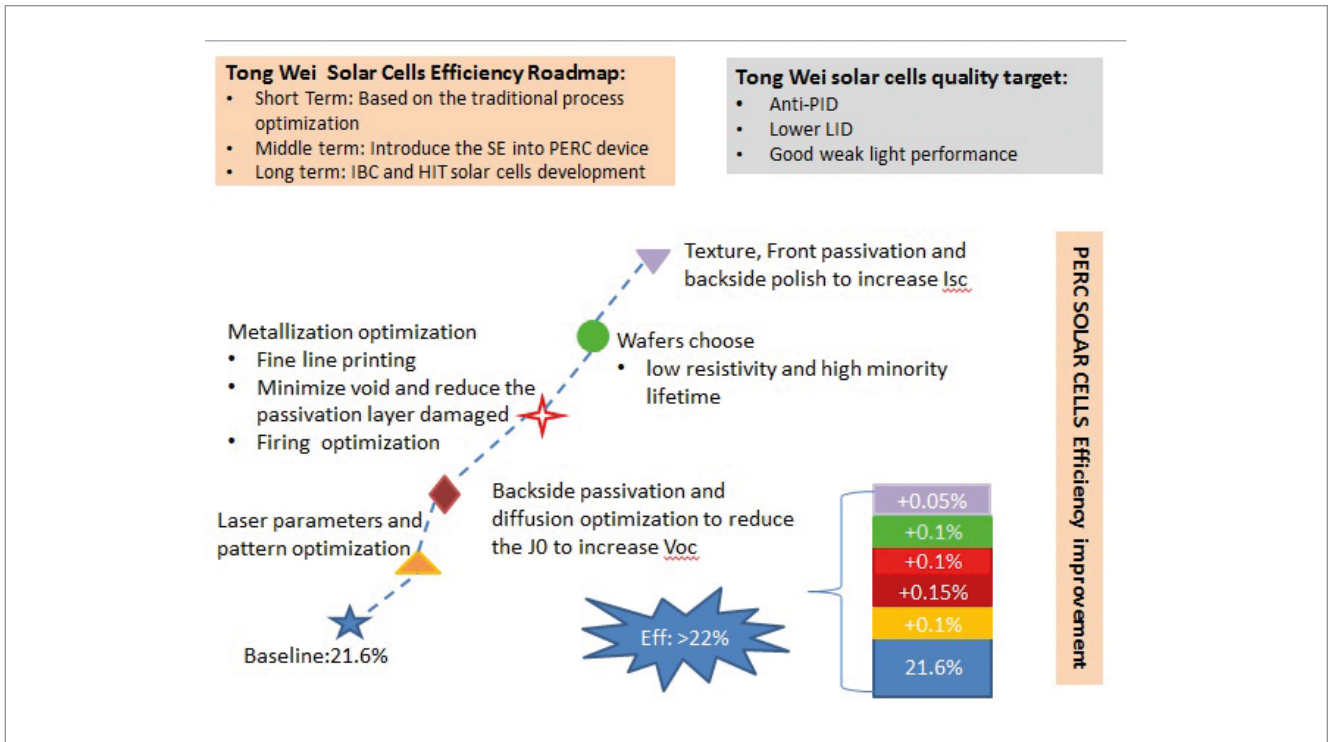 Tong Wei Solar Cells Efficiency Roadmap:
• Short Term: Based on the traditional process
optimization
• Middle term: Introduce the SE into PERC device
• Long term: IBC and HIT solar cells development
Tong Wei solar cells quality target:
• Anti-PID
• Lower LID
• Good weak light performance
Texture, Front passivation and
backside polish to increase Isc
Metallization optimization
• Fine line printing
• Minimize void and reduce the
passivation layer damaged
• Firing optimization
Wafers choose
• low resistivity and high minority
lifetime
Laser parameters and
pattern optimization
Backside passivation and
diffusion optimization to reduce
the J0 to increase Voc
Baseline:21.6%
Eff: >22%
+0.05%
+0.1%
+0.1%
+0.15%
+0.1%
21.6%
PERC SOLAR CELLS Efficiency improvement